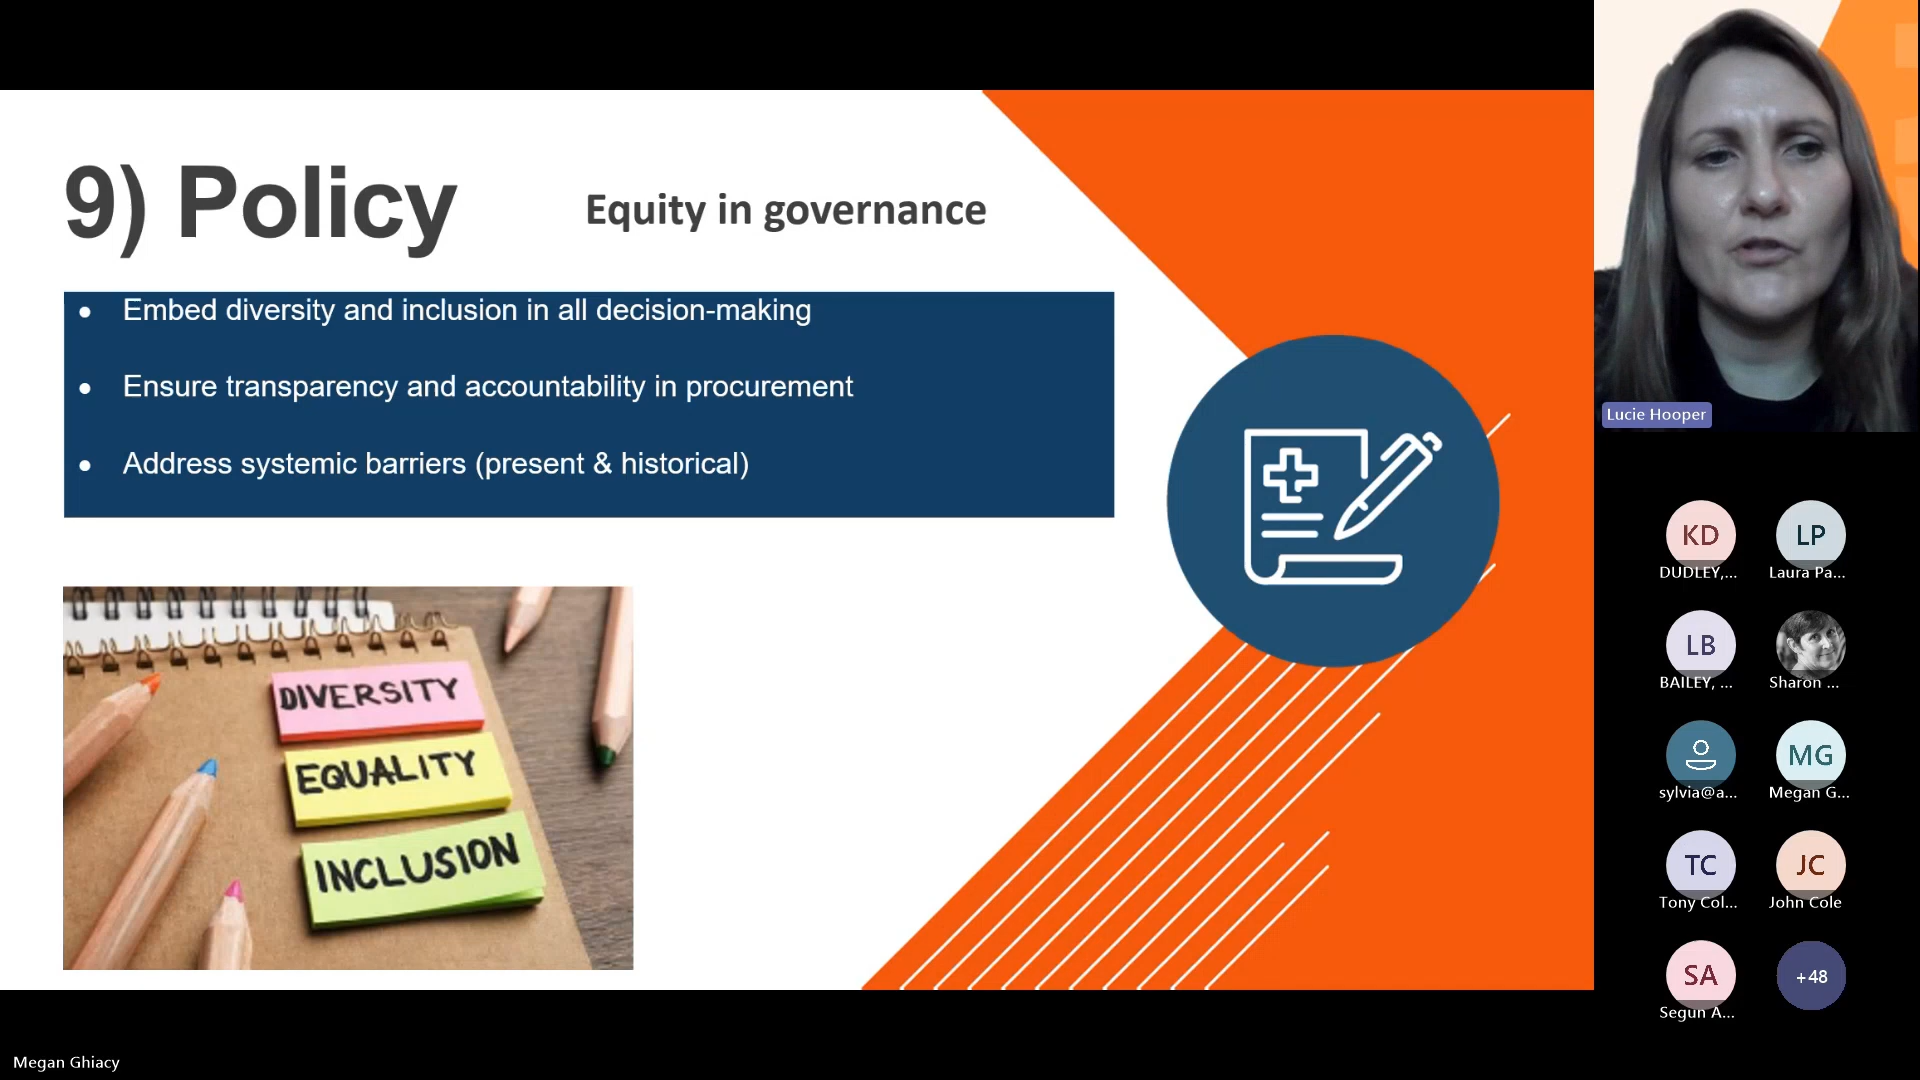 9) Policy
Equity in governance
• Embed diversity and inclusion in all decision-making
• Ensure transparency and accountability in procurement
• Address systemic barriers (present & historical)
DIVERSITY
EQUALITY
INCLUSION
Lucie Hooper
KD
DUDLEY,...
LP
Laura Pa...
LB
BAILEY, ...
Sharon ...
sylvia@a...
MG
Megan G...
TC
Tony Col...
JC
John Cole
SA
Segun A...
+48
Megan Ghiacy